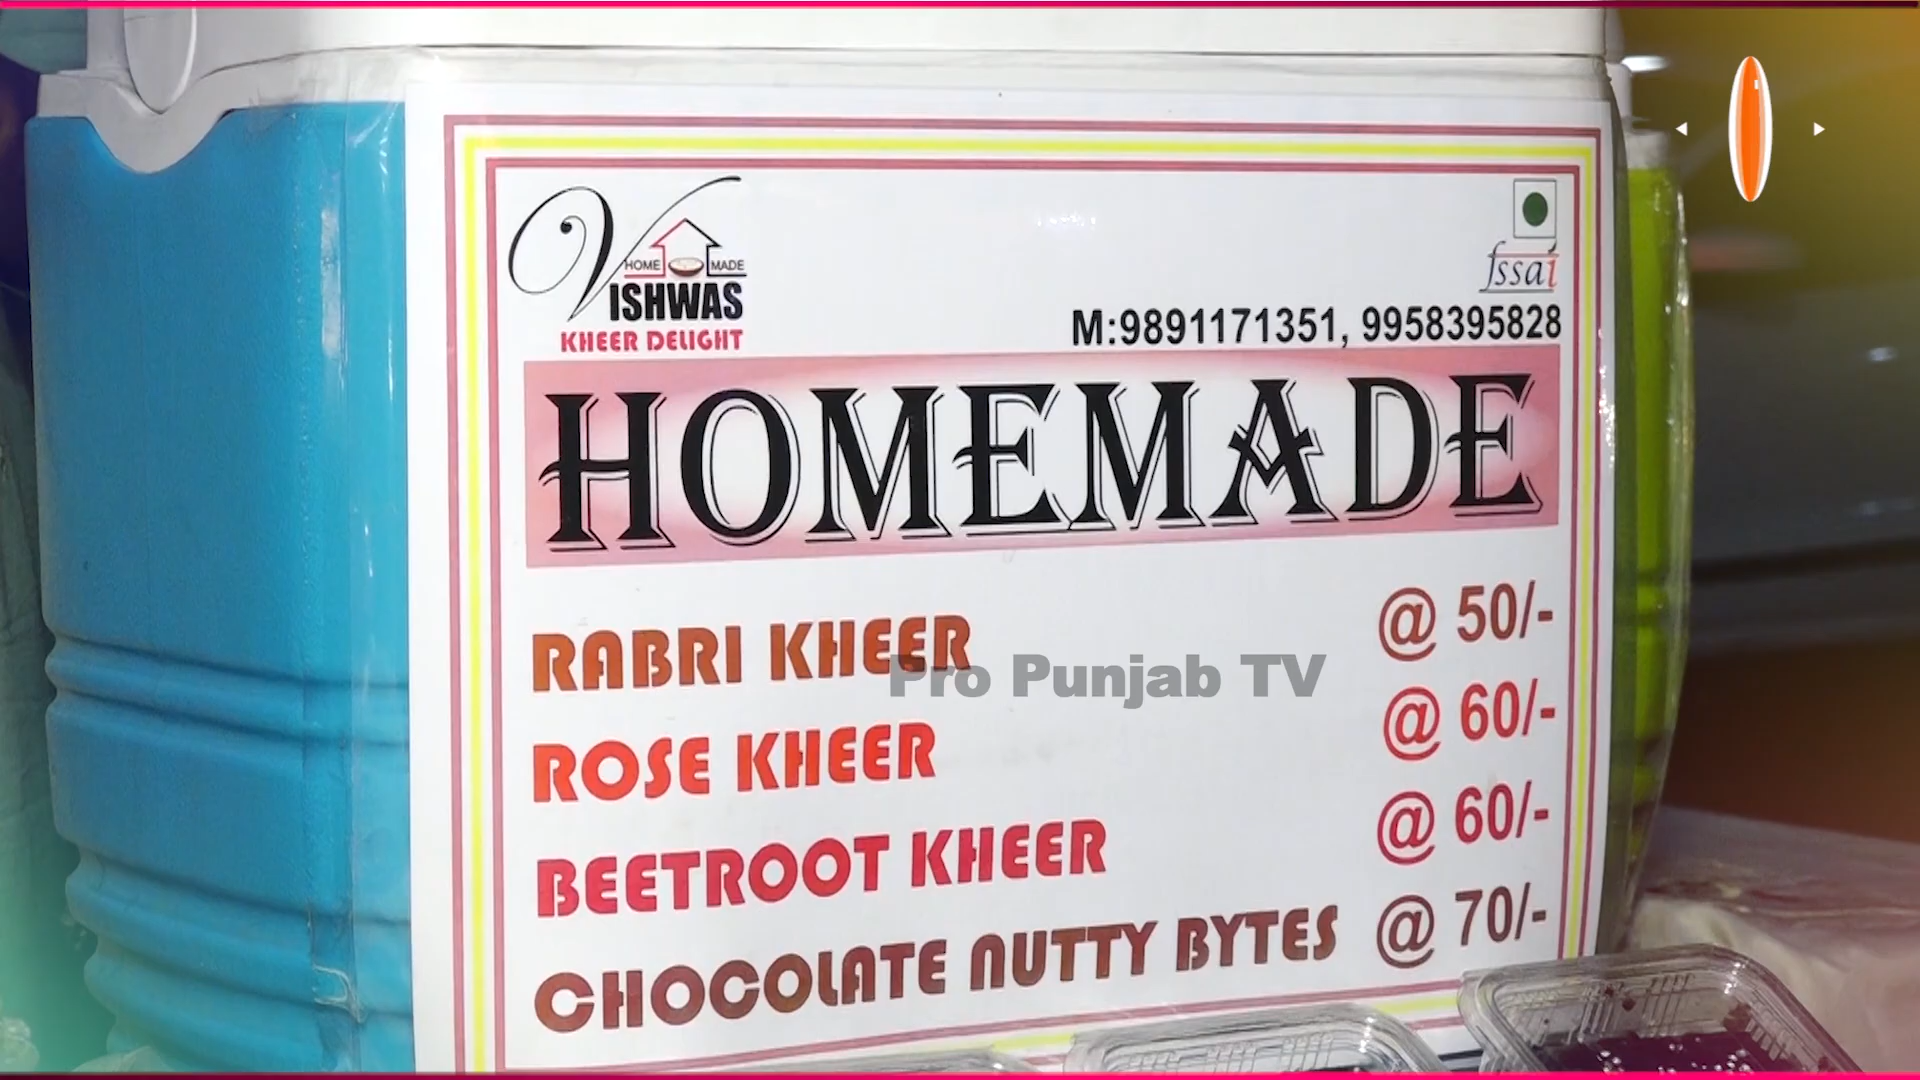 VISHWAS
HOME MADE
KHEER DELIGHT
fssai
M:9891171351, 9958395828
HOMEMADE
RABRI KHEER @ 50/-
Pro Punjab TV
ROSE KHEER @ 60/-
BEETROOT KHEER @ 60/-
CHOCOLATE NUTTY BYTES @ 70/-